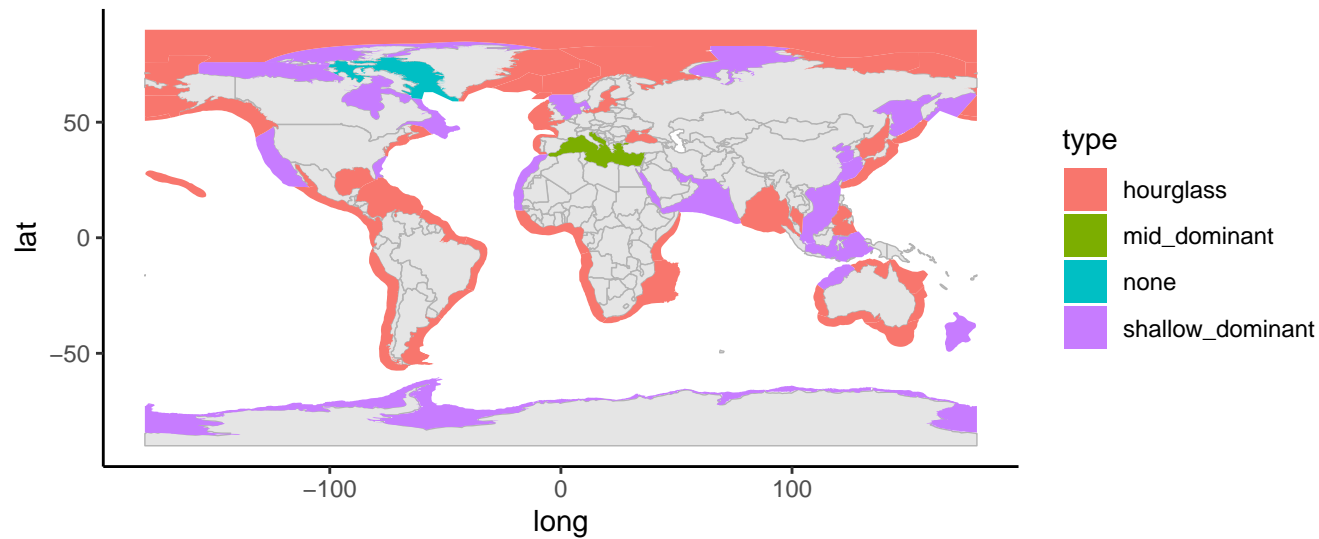 50
0
−50
lat
−100
0
100
long
type
hourglass
mid_dominant
none
shallow_dominant